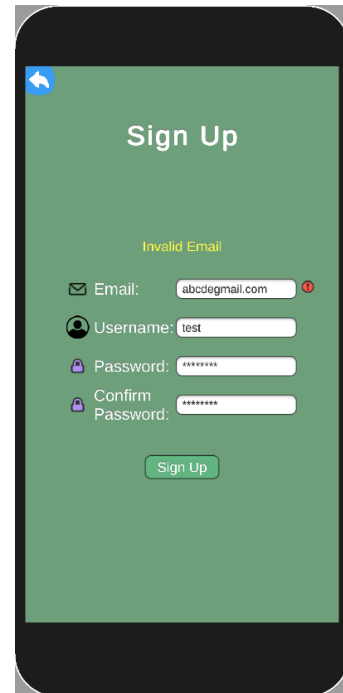 Sign Up
Invalid Email
Email: abcdegmail.com
Username: test
Password: ********
Confirm
Password: ********
Sign Up